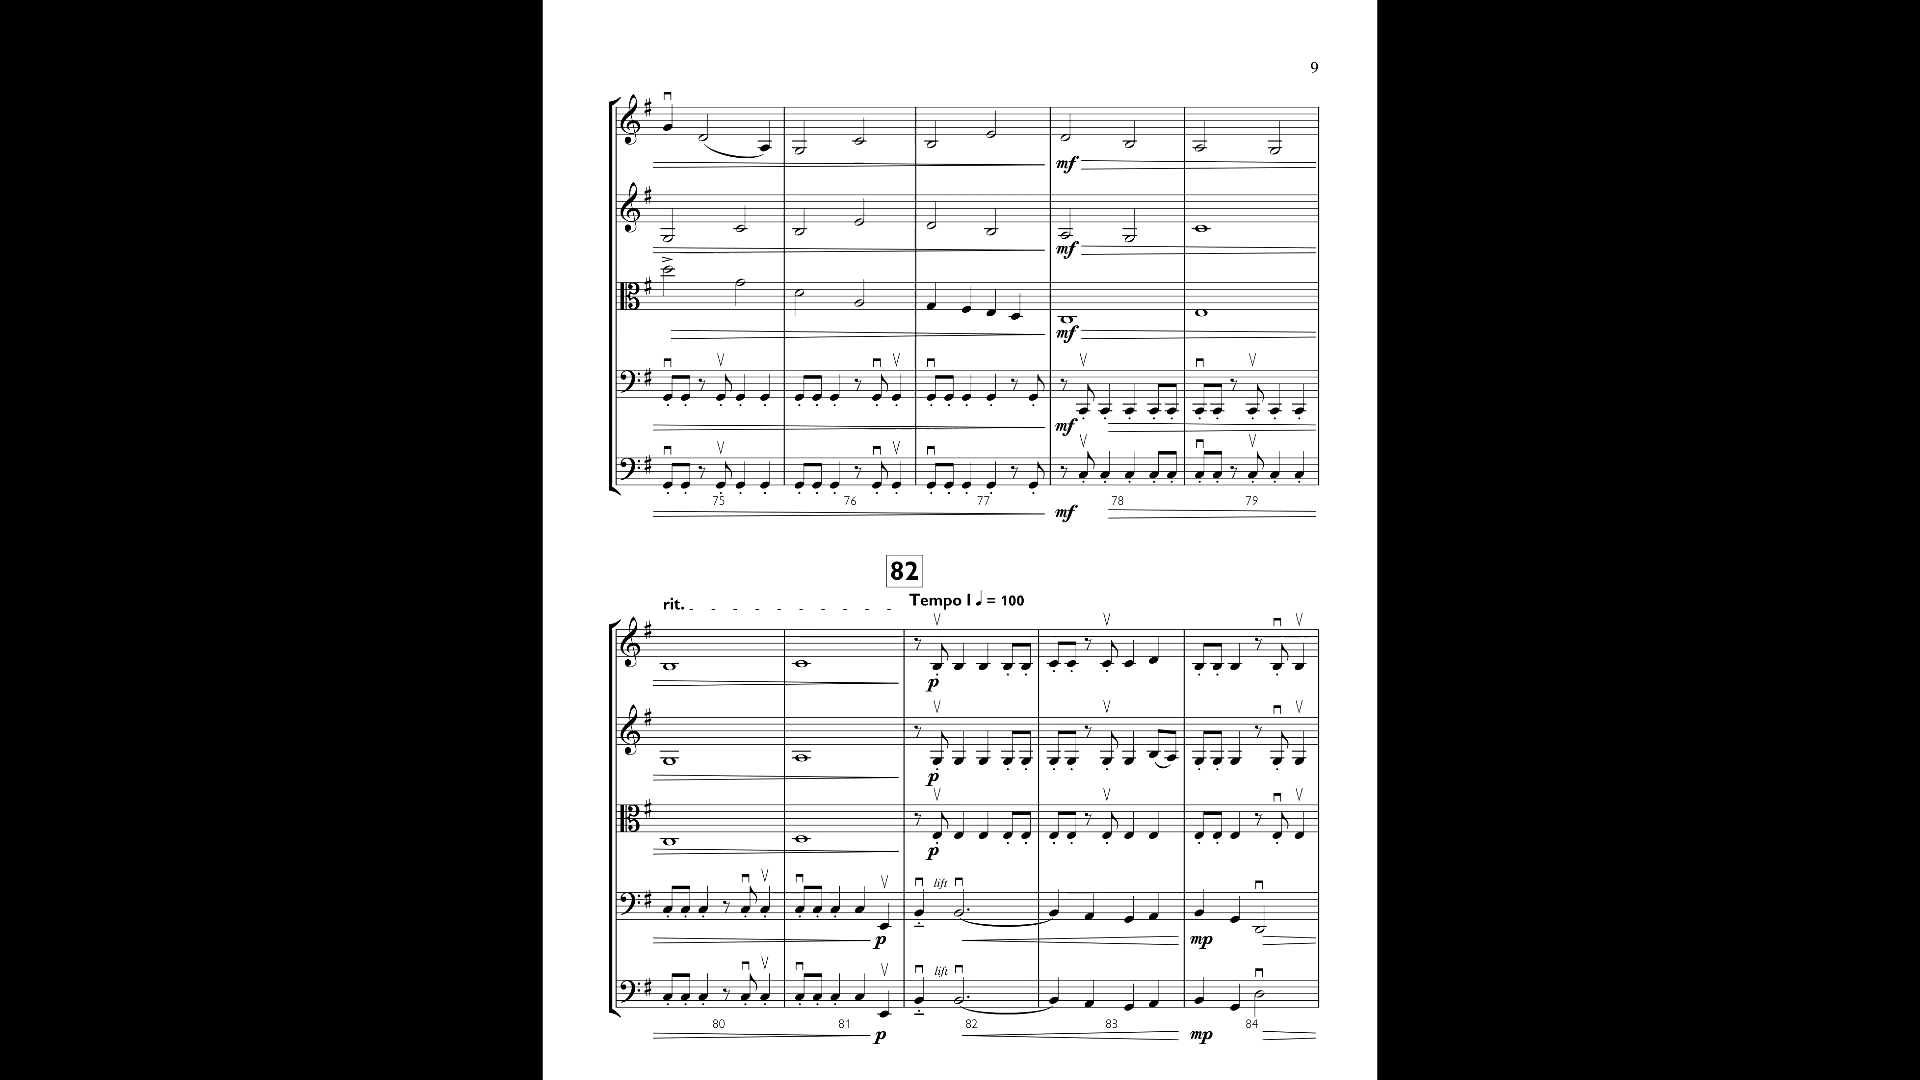 9
mf
mf
mf
mf
75 76 77 78 79
mf
82
rit. Tempo I ♩ = 100
p
p
p
lift
p mp
lift
80 81 82 83 84
p mp